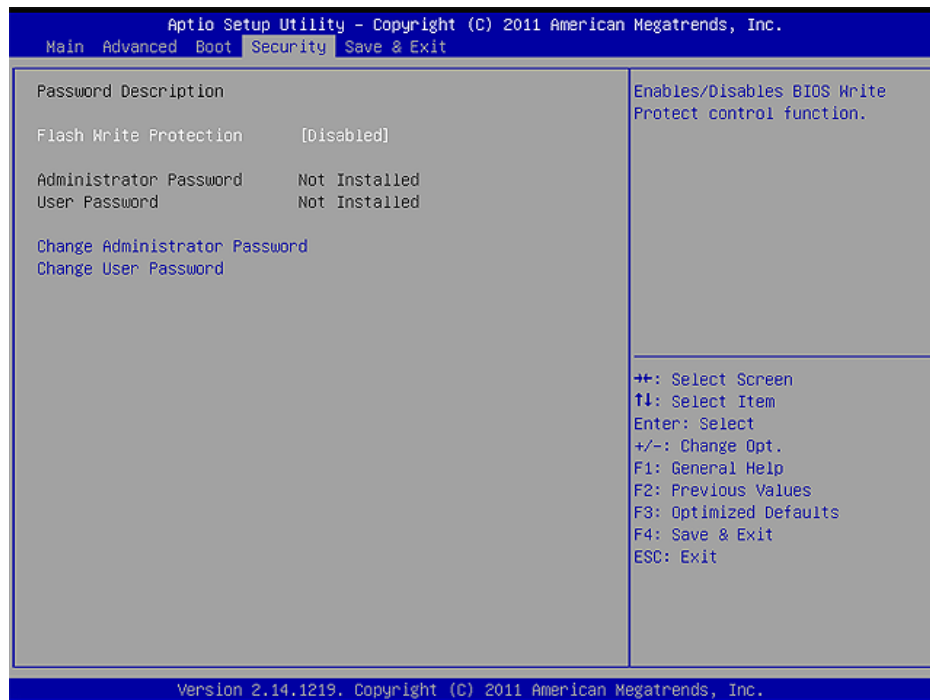 Aptio Setup Utility – Copyright (C) 2011 American Megatrends, Inc.
Main Advanced Boot Security Save & Exit
Password Description
Flash Write Protection [Disabled]
Administrator Password Not Installed
User Password Not Installed
Change Administrator Password
Change User Password
Enables/Disables BIOS Write
Protect control function.
→←: Select Screen
↑↓: Select Item
Enter: Select
+/-: Change Opt.
F1: General Help
F2: Previous Values
F3: Optimized Defaults
F4: Save & Exit
ESC: Exit
Version 2.14.1219. Copyright (C) 2011 American Megatrends, Inc.